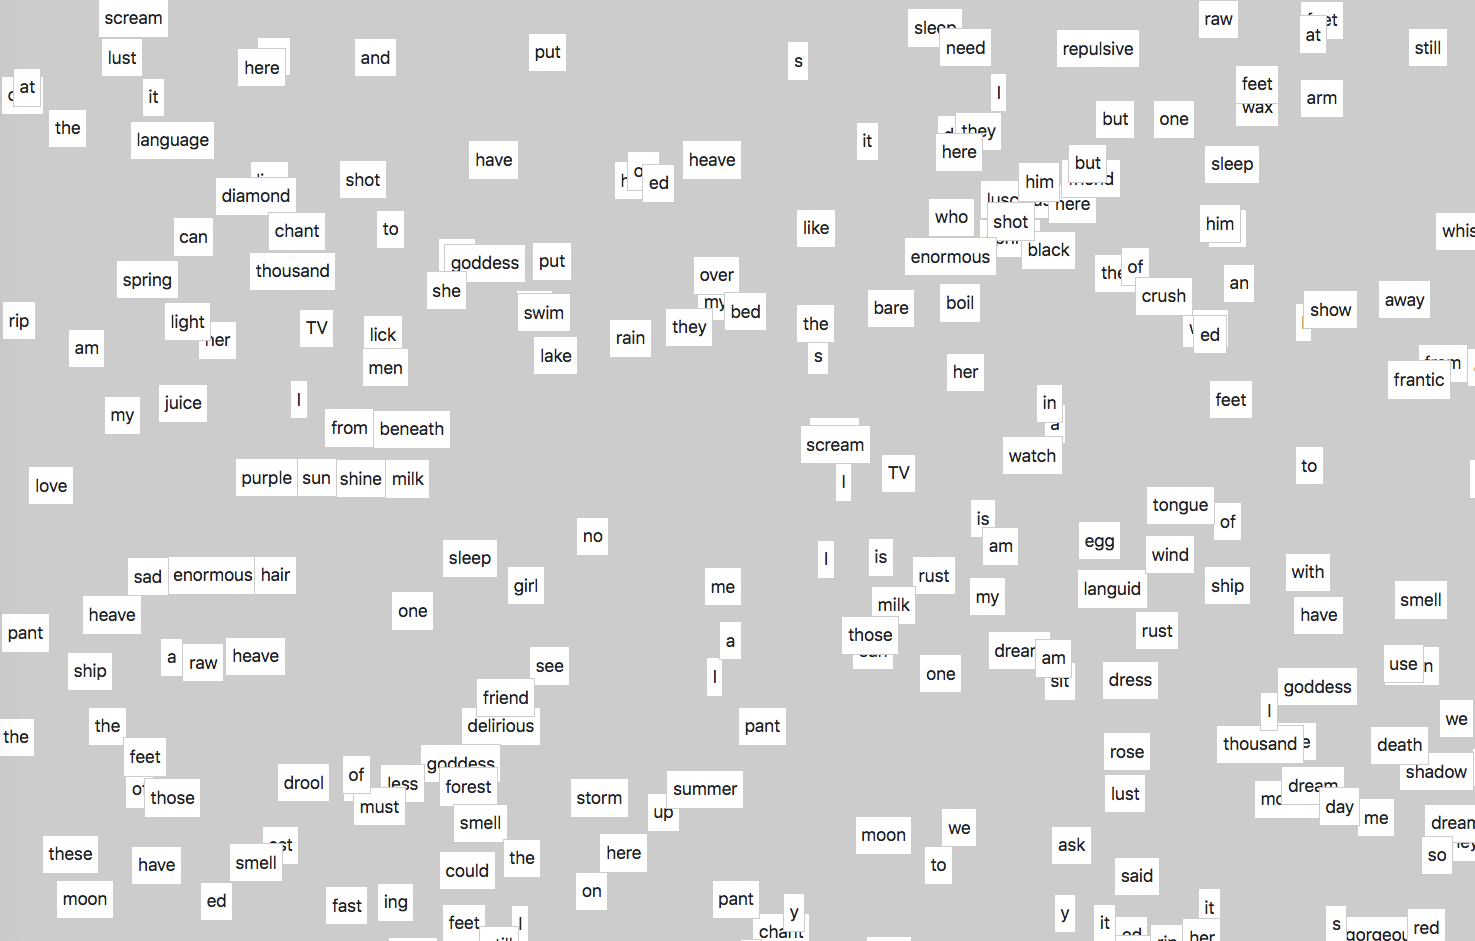 scream
sleep
need
raw
feet
at
still
lust
here
and
put
s
repulsive
at
it
I
feet
wax
arm
the
language
it
they
here
but
one
have
heave
ed
but
sleep
shot
diamond
him
here
who
shot
him
can
chant
to
like
enormous
black
goddess
put
she
spring
thousand
over
my
bed
the
of
crush
an
rip
light
her
TV
lick
swim
rain
they
the
s
bare
boil
ed
show
away
am
men
lake
her
from
frantic
my
juice
I
in
a
feet
from beneath
scream
watch
love
purple sun shine milk
I
TV
to
no
is
am
tongue
of
sad enormous hair
sleep
girl
me
I
is
rust
egg
wind
languid
ship
with
heave
one
milk
my
have
smell
pant
those
rust
ship
a raw heave
see
a
I
one
am
sit
dress
goddess
use
friend
delirious
pant
I
we
the
the
feet
those
drool
of
less
must
goddess
forest
smell
storm
summer
up
rose
lust
thousand
death
shadow
dream
day
me
dream
these
have
smell
could
the
here
moon
we
to
ask
said
so
moon
ed
fast
ing
on
pant
y
chant
feet
I
y
it
ed
rip
her
it
s
gorgeou
red